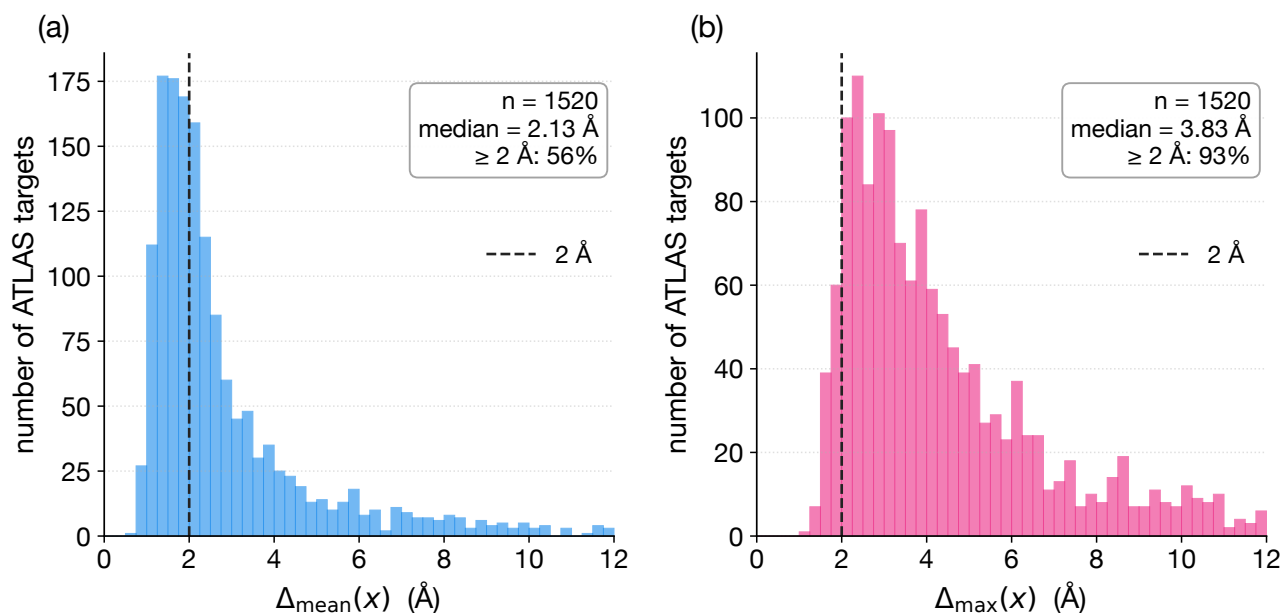 (a)
number of ATLAS targets
175
150
125
100
75
50
25
0
0 2 4 6 8 10 12
Δmean(x) (Å)
n = 1520
median = 2.13 Å
≥ 2 Å: 56%
2 Å
(b)
number of ATLAS targets
100
80
60
40
20
0
0 2 4 6 8 10 12
Δmax(x) (Å)
n = 1520
median = 3.83 Å
≥ 2 Å: 93%
2 Å